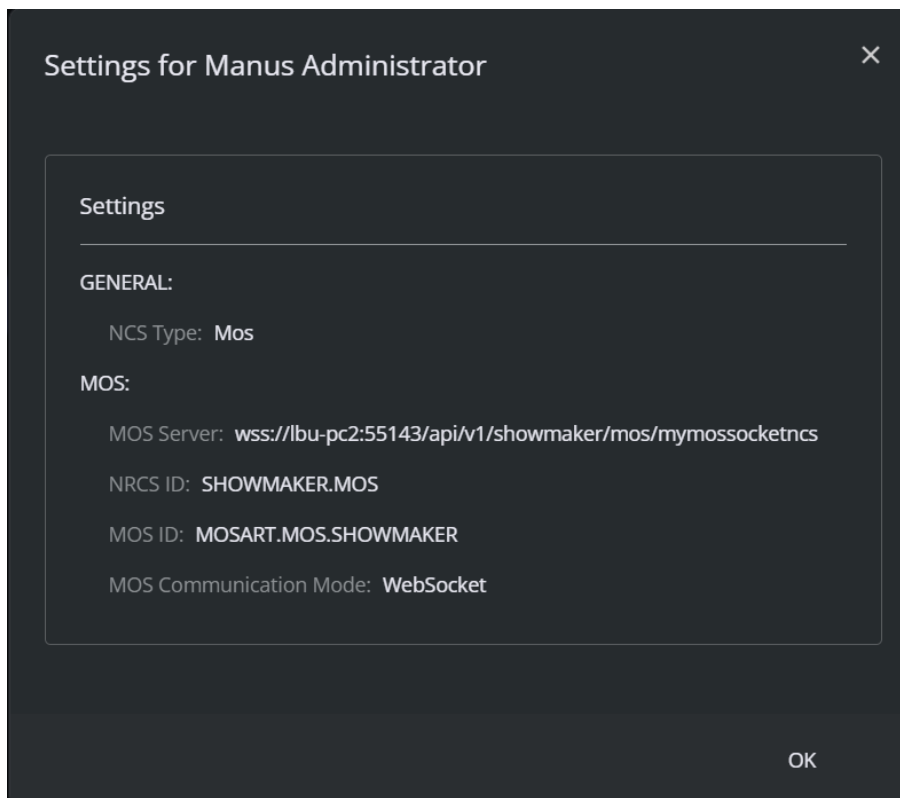 Settings for Manus Administrator
Settings
GENERAL:
NCS Type: Mos
MOS:
MOS Server: wss://lbu-pc2:55143/api/v1/showmaker/mos/mymossocketncs
NRCS ID: SHOWMAKER.MOS
MOS ID: MOSART.MOS.SHOWMAKER
MOS Communication Mode: WebSocket
OK